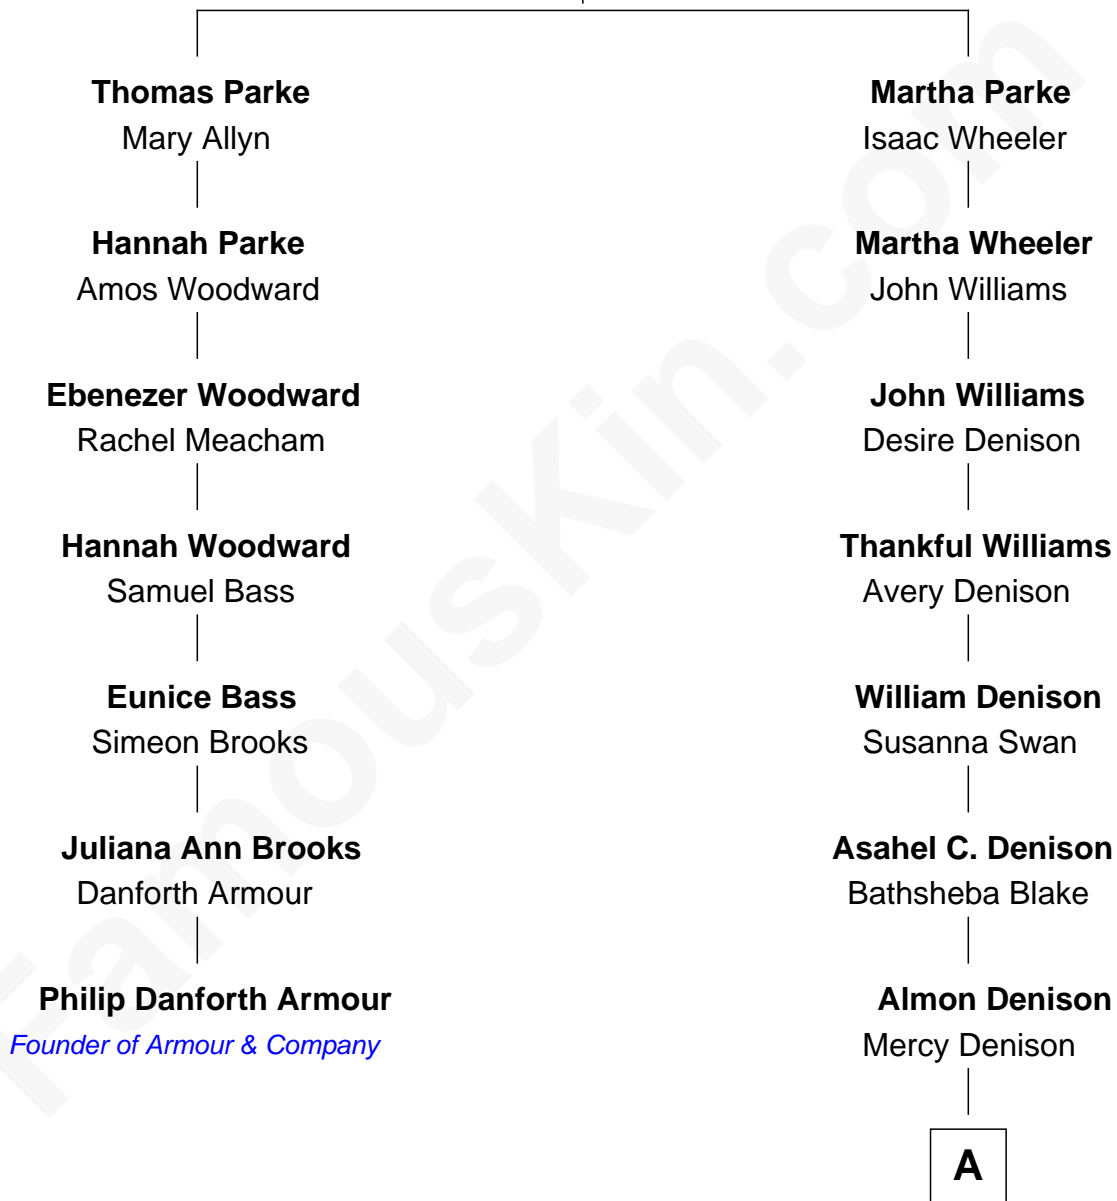 Thomas Parke
Mary Allyn
Hannah Parke
Amos Woodward
Ebenezer Woodward
Rachel Meacham
Hannah Woodward
Samuel Bass
Eunice Bass
Simeon Brooks
Juliana Ann Brooks
Danforth Armour
Philip Danforth Armour
Founder of Armour & Company
Martha Parke
Isaac Wheeler
Martha Wheeler
John Williams
John Williams
Desire Denison
Thankful Williams
Avery Denison
William Denison
Susanna Swan
Asahel C. Denison
Bathsheba Blake
Almon Denison
Mercy Denison
A
FamousKin.com